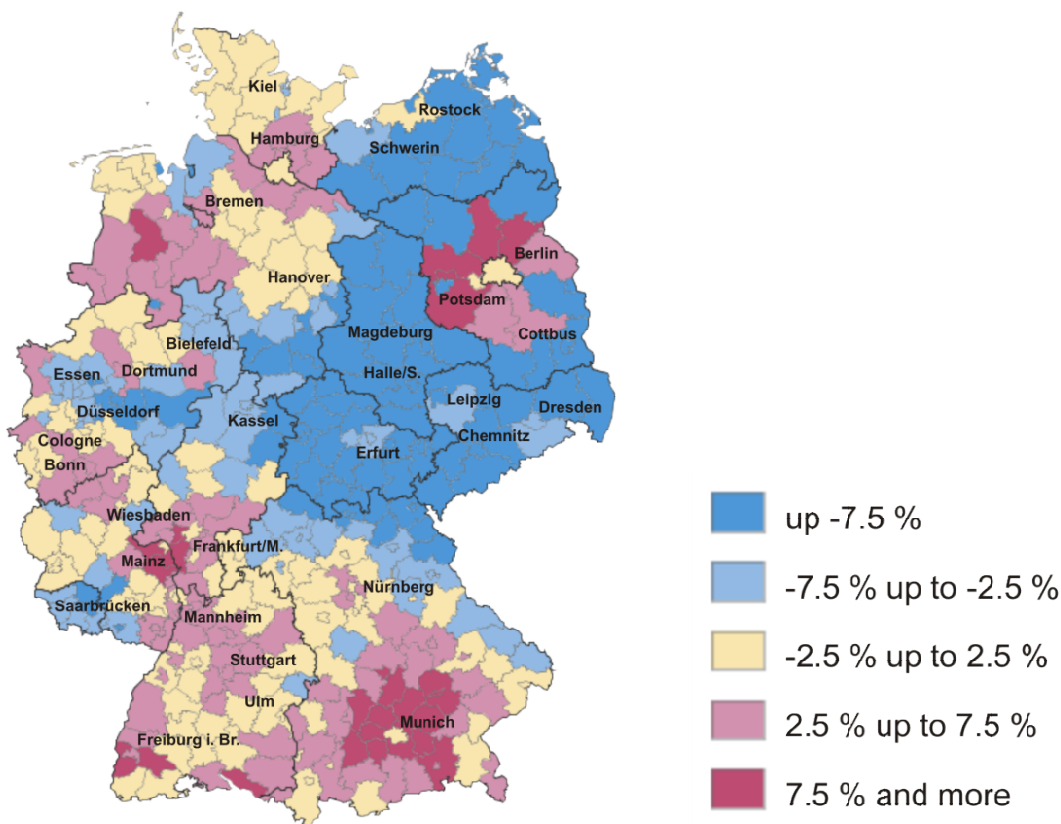 Kiel
Rostock
Hamburg
Schwerin
Bremen
Berlin
Hanover
Potsdam
Magdeburg
Cottbus
Bielefeld
Essen
Dortmund
Halle/S.
Leipzig
Düsseldorf
Kassel
Dresden
Chemnitz
Cologne
Erfurt
Bonn
Wiesbaden
Frankfurt/M.
Mainz
Nürnberg
Saarbrücken
Mannheim
Stuttgart
Ulm
Munich
Freiburg i. Br.
up -7.5 %
-7.5 % up to -2.5 %
-2.5 % up to 2.5 %
2.5 % up to 7.5 %
7.5 % and more